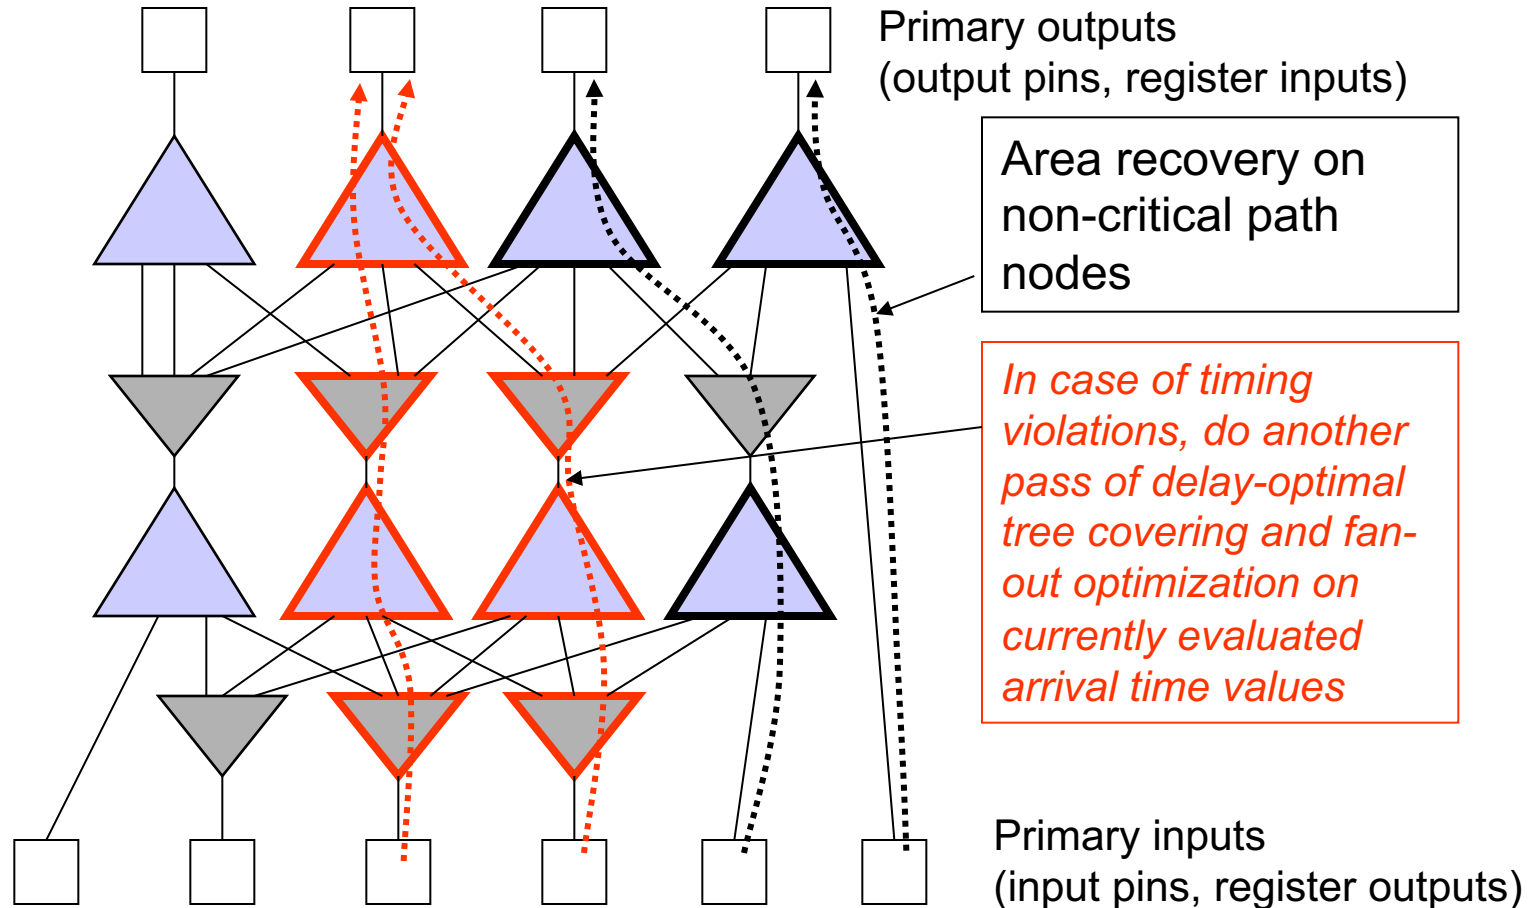 Primary outputs
(output pins, register inputs)
Area recovery on
non-critical path
nodes
In case of timing
violations, do another
pass of delay-optimal
tree covering and fan-
out optimization on
currently evaluated
arrival time values
Primary inputs
(input pins, register outputs)